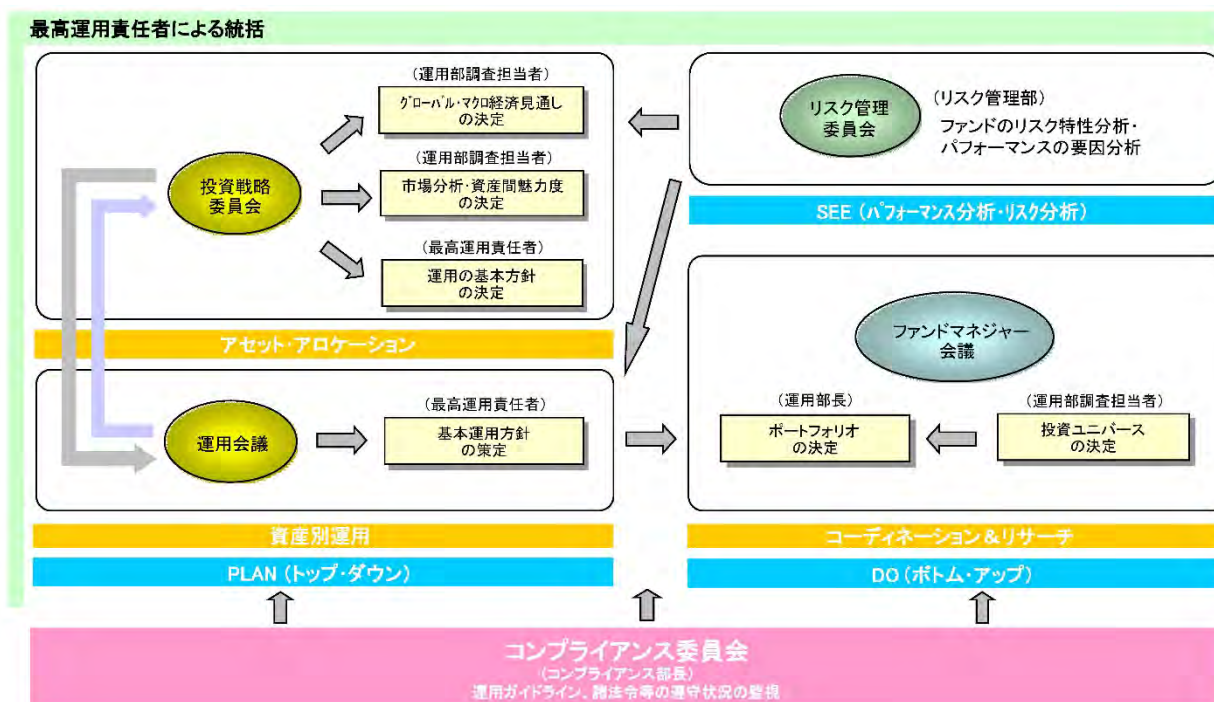 最高運用責任者による統括
(運用部調査担当者)
グローバル・マクロ経済見通し
の決定
(運用部調査担当者)
市場分析・資産間魅力度
の決定
(最高運用責任者)
運用の基本方針
の決定
投資戦略
委員会
アセット・アロケーション
運用会議
(最高運用責任者)
基本運用方針
の策定
資産別運用
PLAN (トップ・ダウン)
リスク管理
委員会
(リスク管理部)
ファンドのリスク特性分析・
パフォーマンスの要因分析
SEE (パフォーマンス分析・リスク分析)
ファンドマネジャー
会議
(運用部長)
ポートフォリオ
の決定
(運用部調査担当者)
投資ユニバース
の決定
コーディネーション&リサーチ
DO (ボトム・アップ)
コンプライアンス委員会
(コンプライアンス部長)
運用ガイドライン、諸法令等の遵守状況の監視